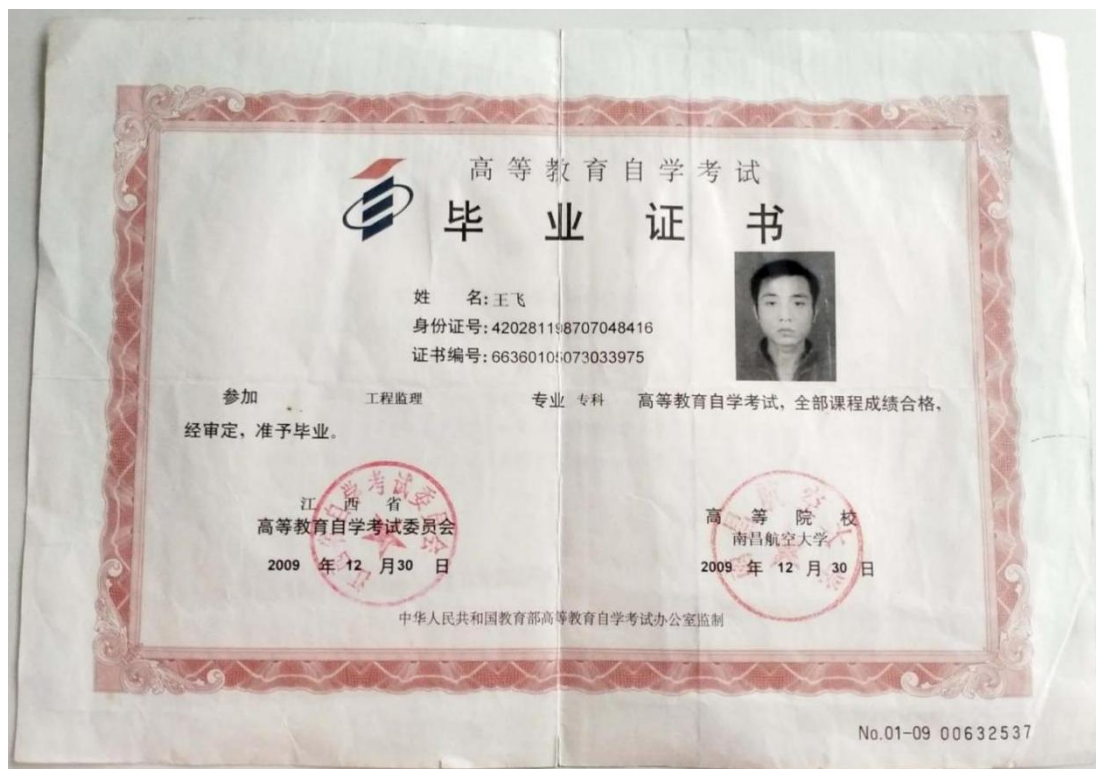 高等教育自学考试
毕业证书
姓 名:王飞
身份证号:420281198707048416
证书编号:66360105073033975
参加 工程监理 专业 专科 高等教育自学考试，全部课程成绩合格，
经审定，准予毕业。
江西省
高等教育自学考试委员会
2009 年 12 月 30 日
高等院校
南昌航空大学
2009 年 12 月 30 日
中华人民共和国教育部高等教育自学考试办公室监制
No.01-09 00632537